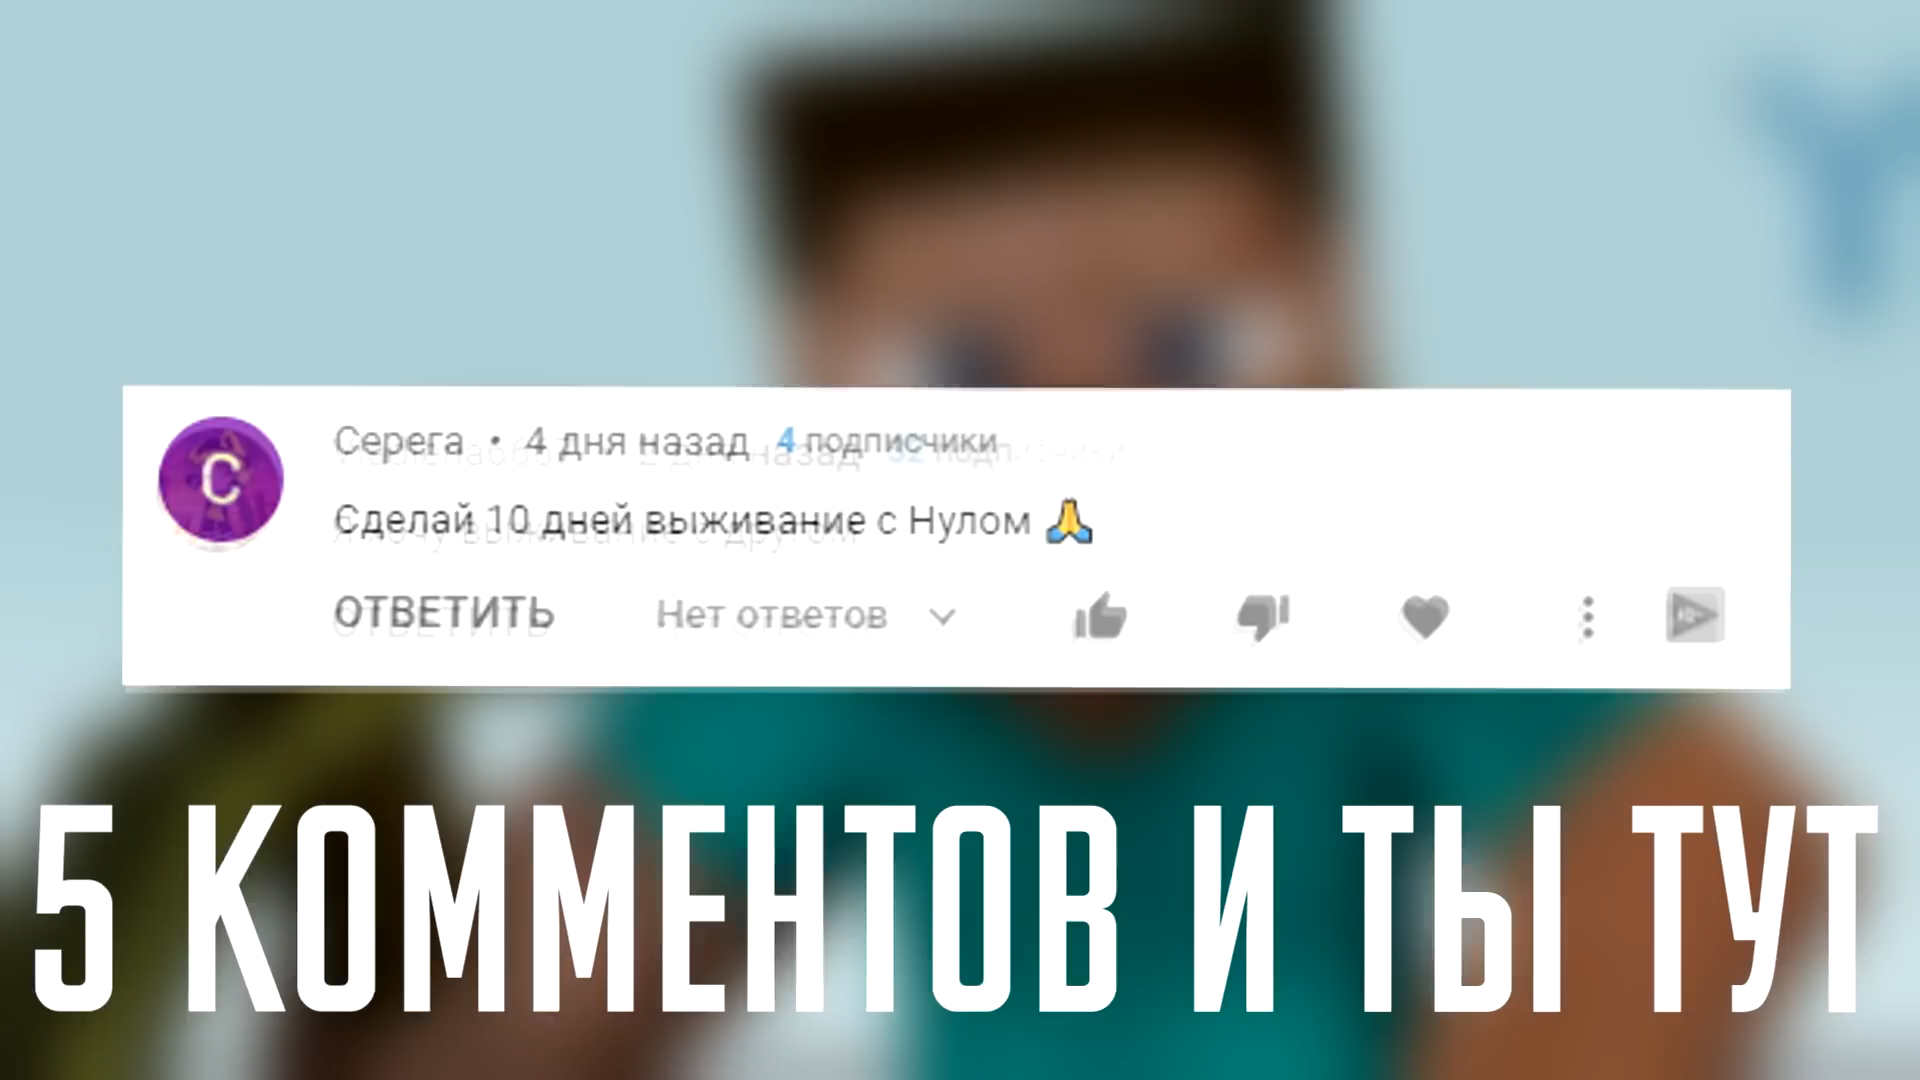 Серега • 4 дня назад 4 подписчики
Сделай 10 дней выживание с Нулом 🙏
ОТВЕТИТЬ Нет ответов
5 КОММЕНТОВ И ТЫ ТУТ